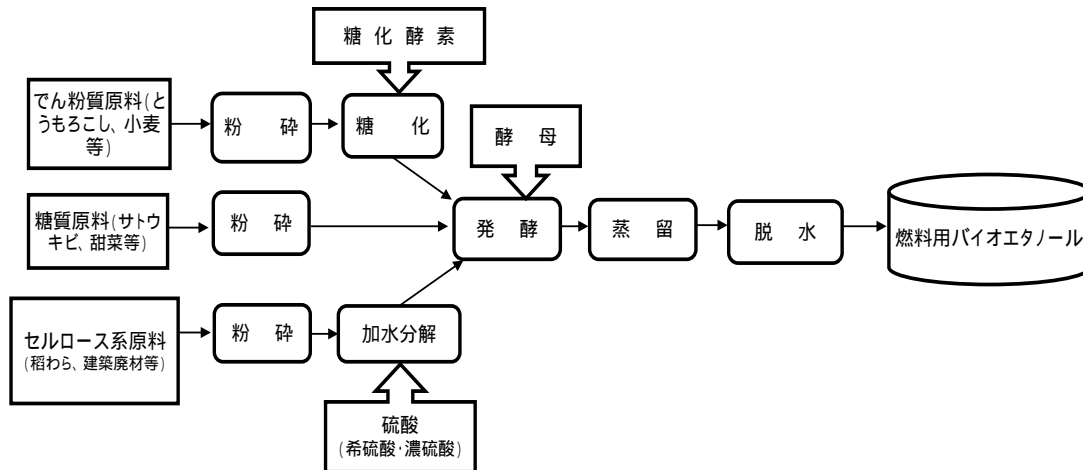 糖化酵素
でん粉質原料(と
うもろこし、小麦
等)
粉砕
糖化
酵母
糖質原料(サトウ
キビ、甜菜等)
粉砕
発酵
蒸留
脱水
燃料用バイオエタノール
セルロース系原料
(稲わら、建築廃材等)
粉砕
加水分解
硫酸
(希硫酸・濃硫酸)